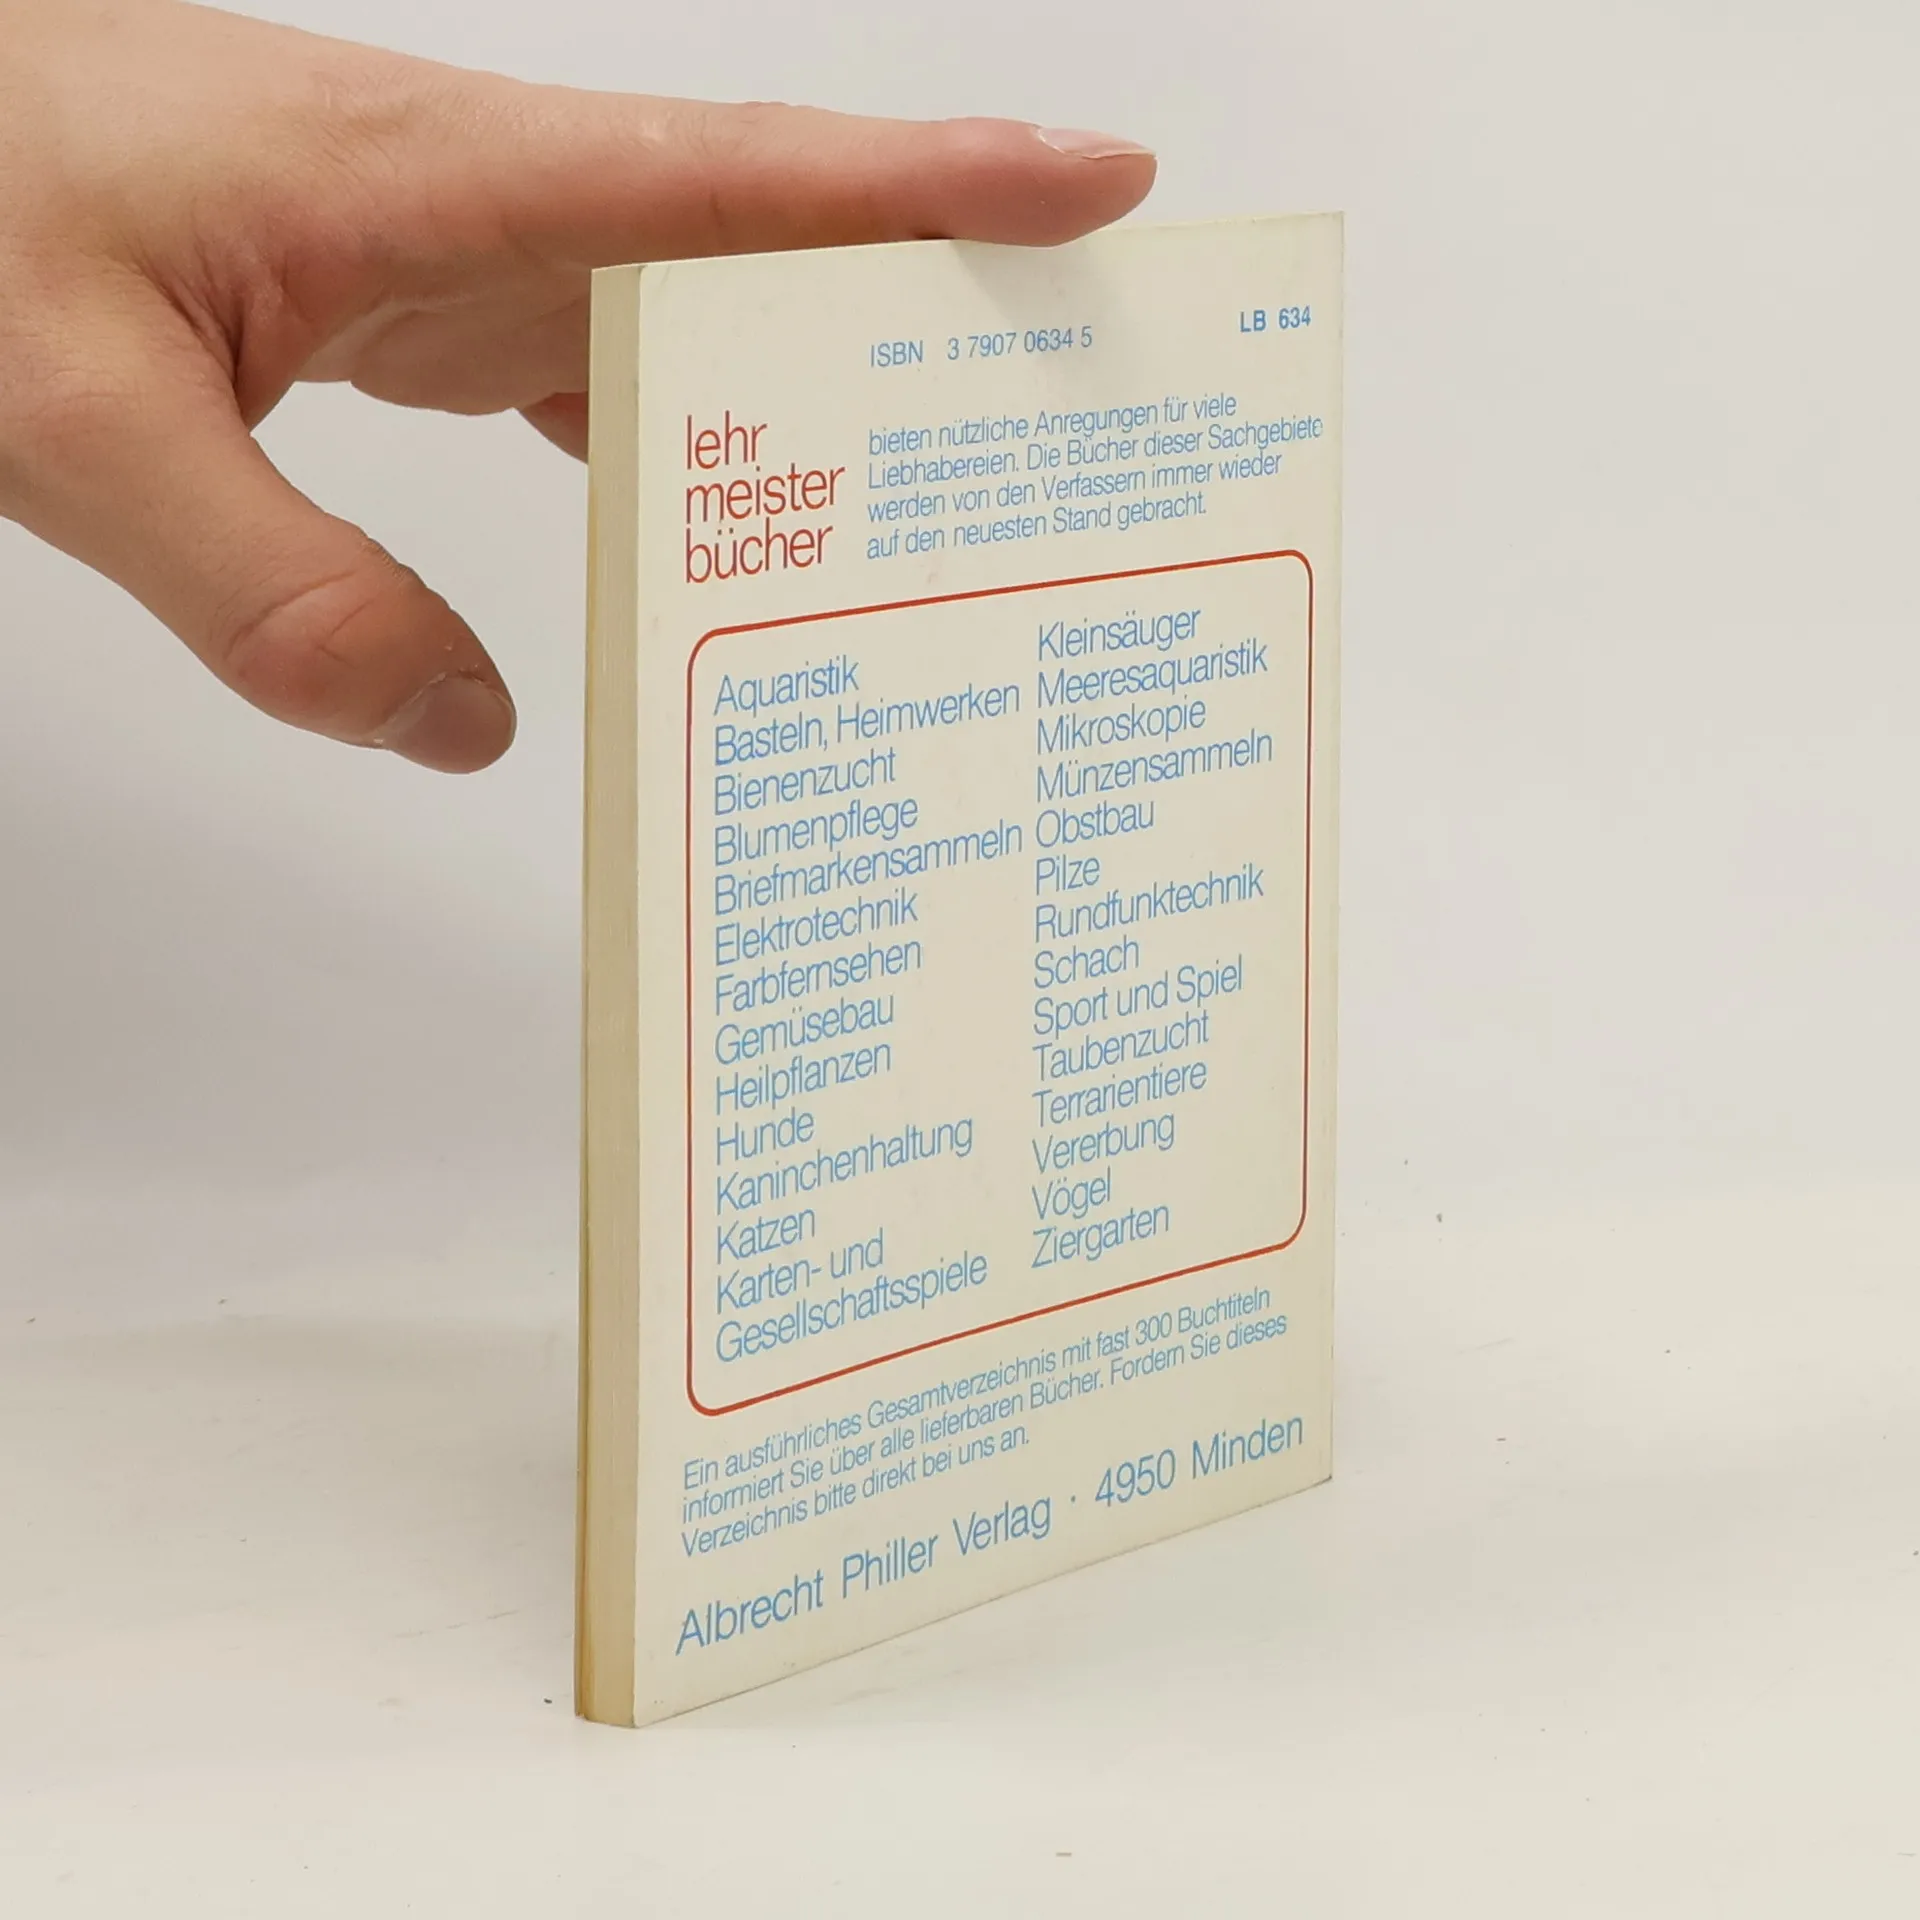 ISBN 3 7907 0634 5
LB 634
lehr
meister
bücher
bieten nützliche Anregungen für viele
Liebhabereien. Die Bücher dieser Sachgebiete
werden von den Verfassern immer wieder
auf den neuesten Stand gebracht.
Aquaristik
Basteln, Heimwerken
Bienenzucht
Blumenpflege
Briefmarkensammeln
Elektrotechnik
Farbfernsehen
Gemüsebau
Heilpflanzen
Hunde
Kaninchenhaltung
Katzen
Karten- und
Gesellschaftsspiele
Kleinsäuger
Meeresaquaristik
Mikroskopie
Münzensammeln
Obstbau
Pilze
Rundfunktechnik
Schach
Sport und Spiel
Taubenzucht
Terrarientiere
Vererbung
Vögel
Ziergarten
Ein ausführliches Gesamtverzeichnis mit fast 300 Buchtiteln
informiert Sie über alle lieferbaren Bücher. Fordern Sie dieses
Verzeichnis bitte direkt bei uns an.
Albrecht Philler Verlag · 4950 Minden